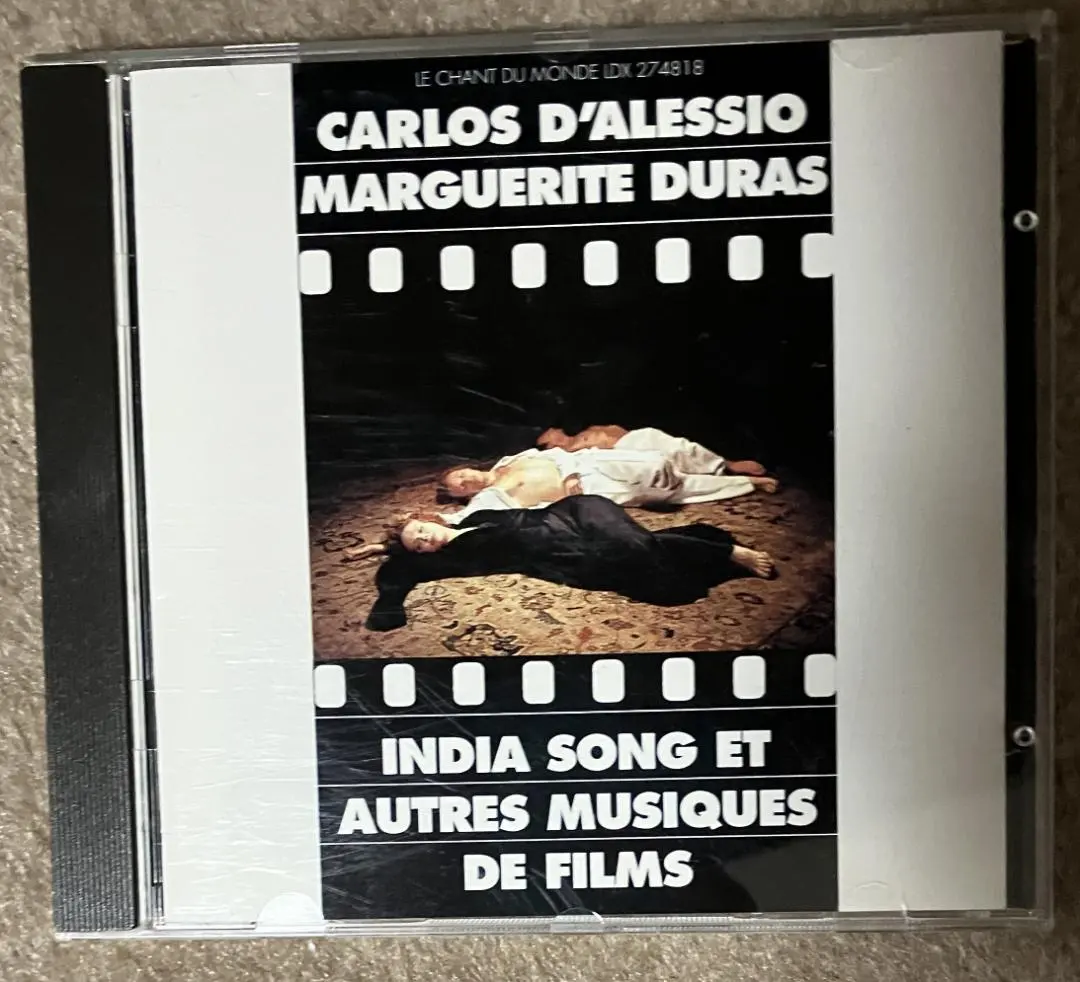 LE CHANT DU MONDE LDX 274818
CARLOS D'ALESSIO
MARGUERITE DURAS
INDIA SONG ET
AUTRES MUSIQUES
DE FILMS